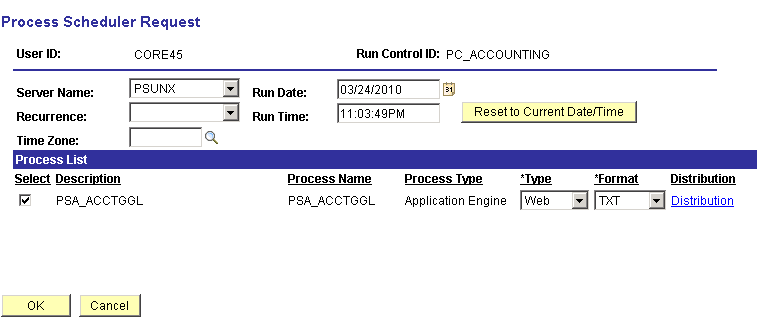 Process Scheduler Request
User ID: CORE45 Run Control ID: PC_ACCOUNTING
Server Name: PSUNX Run Date: 03/24/2010 31
Recurrence: Run Time: 11:03:49PM Reset to Current Date/Time
Time Zone:
Process List
Select Description Process Name Process Type *Type *Format Distribution
PSA_ACCTGGL PSA_ACCTGGL Application Engine Web TXT Distribution
OK Cancel